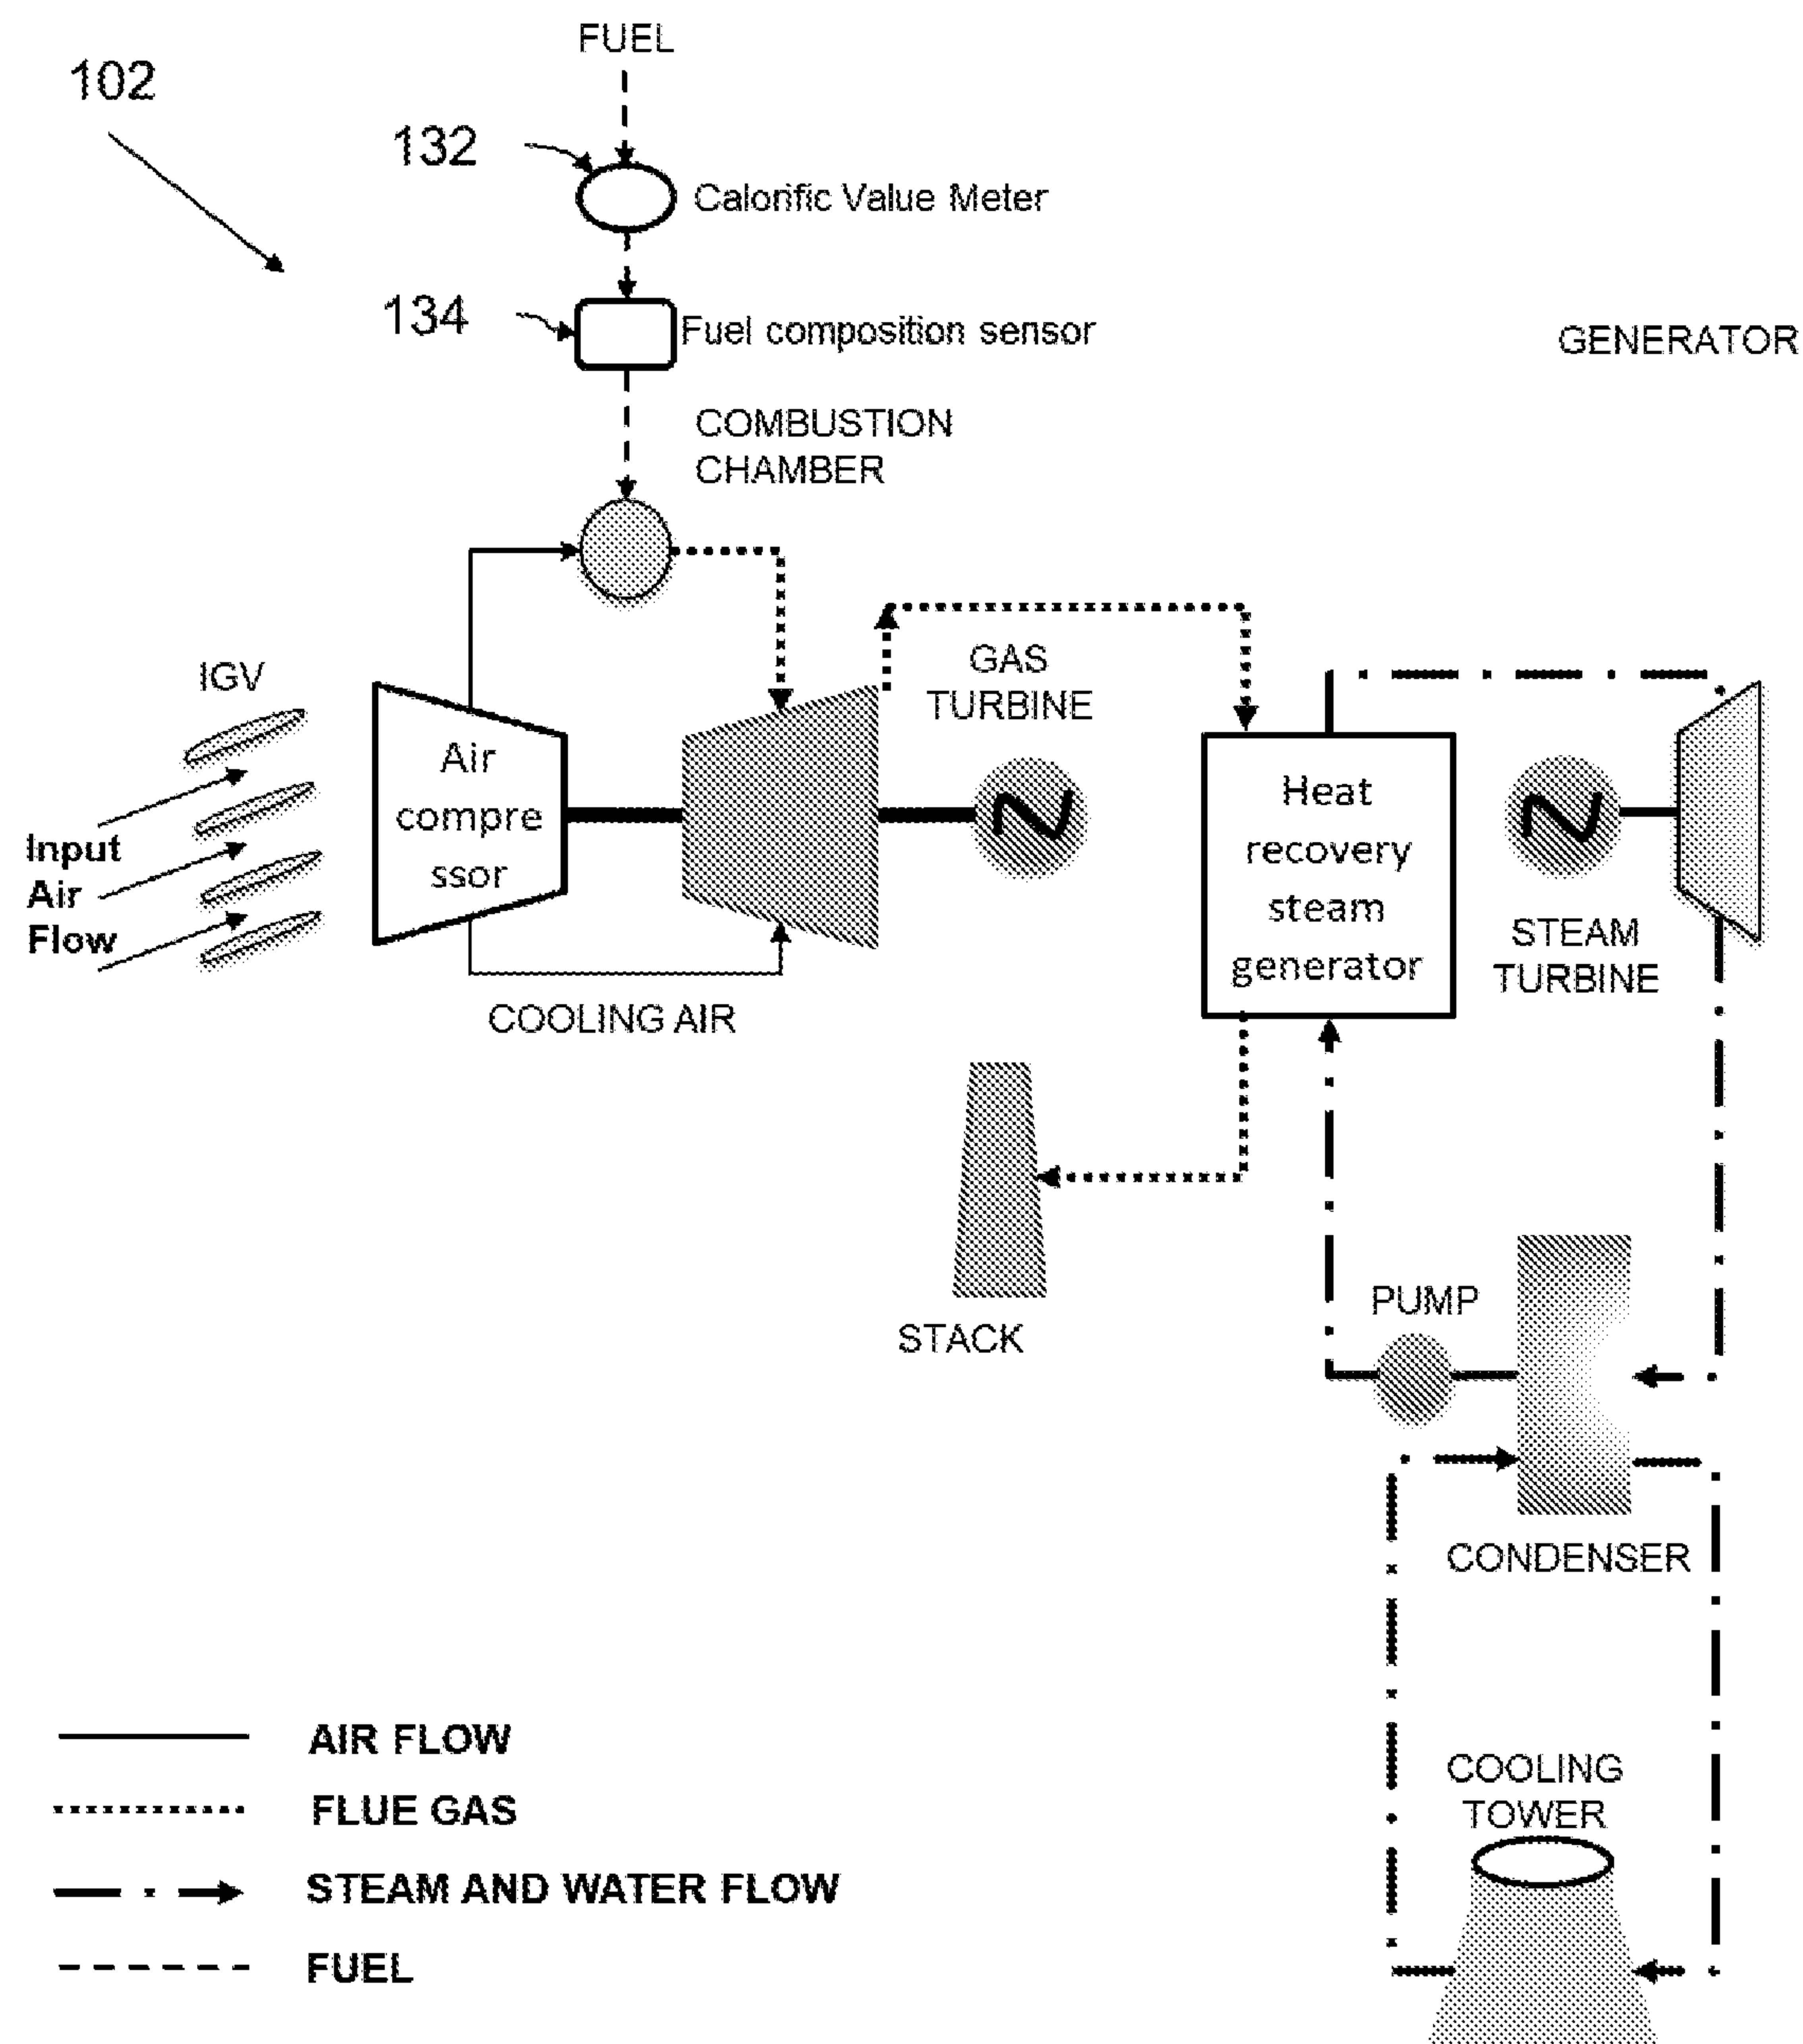 FUEL
102
132
Calorific Value Meter
134
Fuel composition sensor
GENERATOR
COMBUSTION
CHAMBER
IGV
GAS
TURBINE
Air
compre
ssor
Heat
recovery
steam
generator
Input
Air
Flow
STEAM
TURBINE
COOLING AIR
PUMP
STACK
CONDENSER
AIR FLOW
COOLING
TOWER
FLUE GAS
STEAM AND WATER FLOW
FUEL